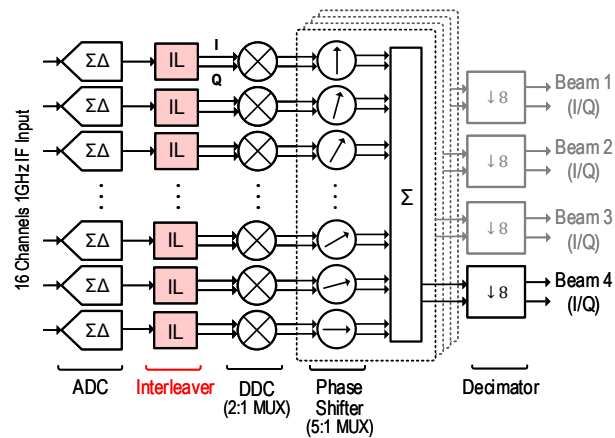 16 Channels 1GHz IF Input
ΣΔ
IL
I
Q
ΣΔ
IL
ΣΔ
IL
ΣΔ
IL
ΣΔ
IL
ΣΔ
IL
Σ
↓8
Beam 1
(I/Q)
↓8
Beam 2
(I/Q)
↓8
Beam 3
(I/Q)
↓8
Beam 4
(I/Q)
ADC
Interleaver
DDC
(2:1 MUX)
Phase
Shifter
(5:1 MUX)
Decimator